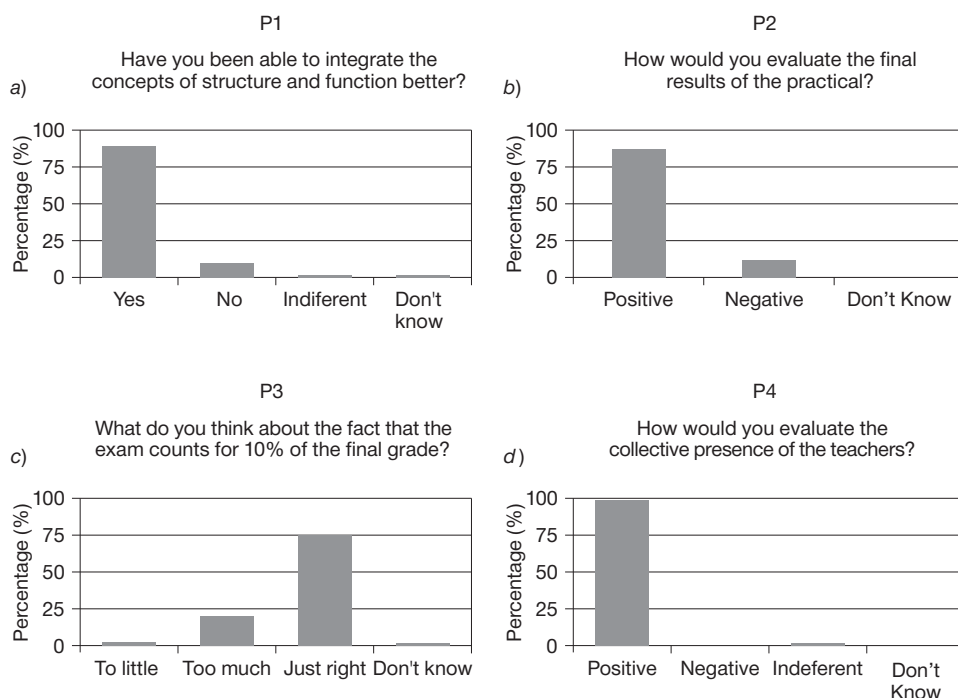 P1
Have you been able to integrate the
concepts of structure and function better?
a)
Percentage (%)
100
75
50
25
0
Yes No Indiferent Don't
know
P2
How would you evaluate the final
results of the practical?
b)
Percentage (%)
100
75
50
25
0
Positive Negative Don’t Know
P3
What do you think about the fact that the
exam counts for 10% of the final grade?
c)
Percentage (%)
100
75
50
25
0
To little Too much Just right Don't know
P4
How would you evaluate the
collective presence of the teachers?
d)
Percentage (%)
100
75
50
25
0
Positive Negative Indeferent Don’t
Know